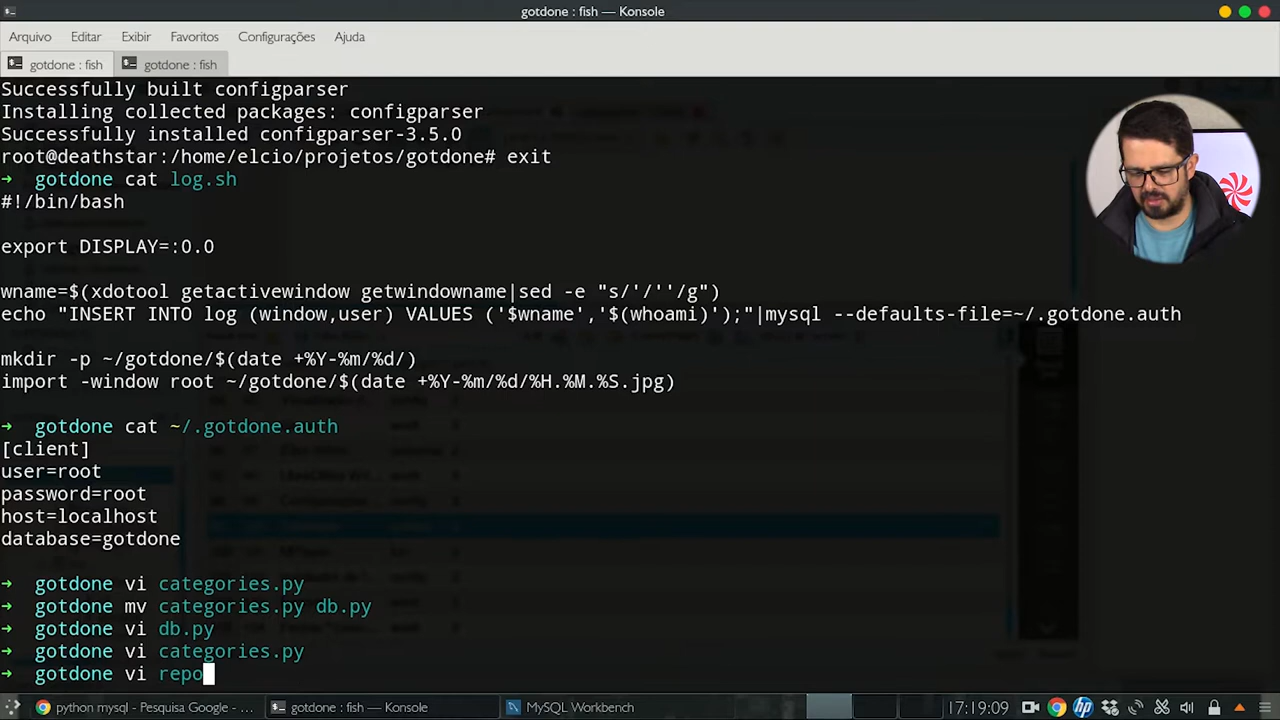 gotdone : fish — Konsole
Arquivo Editar Exibir Favoritos Configurações Ajuda
gotdone : fish gotdone : fish
Successfully built configparser
Installing collected packages: configparser
Successfully installed configparser-3.5.0
root@deathstar:/home/elcio/projetos/gotdone# exit
➜ gotdone cat log.sh
#!/bin/bash
export DISPLAY=:0.0
wname=$(xdotool getactivewindow getwindowname|sed -e "s/'/''/g")
echo "INSERT INTO log (window,user) VALUES ('$wname','$(whoami)');"|mysql --defaults-file=~/.gotdone.auth
mkdir -p ~/gotdone/$(date +%Y-%m/%d/)
import -window root ~/gotdone/$(date +%Y-%m/%d/%H.%M.%S.jpg)
➜ gotdone cat ~/.gotdone.auth
[client]
user=root
password=root
host=localhost
database=gotdone
➜ gotdone vi categories.py
➜ gotdone mv categories.py db.py
➜ gotdone vi db.py
➜ gotdone vi categories.py
➜ gotdone vi repo
python mysql - Pesquisa Google - ... gotdone : fish — Konsole MySQL Workbench 17:19:09